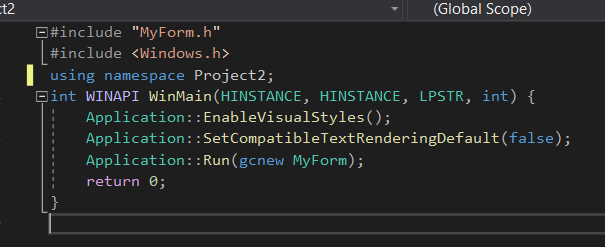 ct2
(Global Scope)
#include "MyForm.h"
#include <Windows.h>
using namespace Project2;
int WINAPI WinMain(HINSTANCE, HINSTANCE, LPSTR, int) {
Application::EnableVisualStyles();
Application::SetCompatibleTextRenderingDefault(false);
Application::Run(gcnew MyForm);
return 0;
}